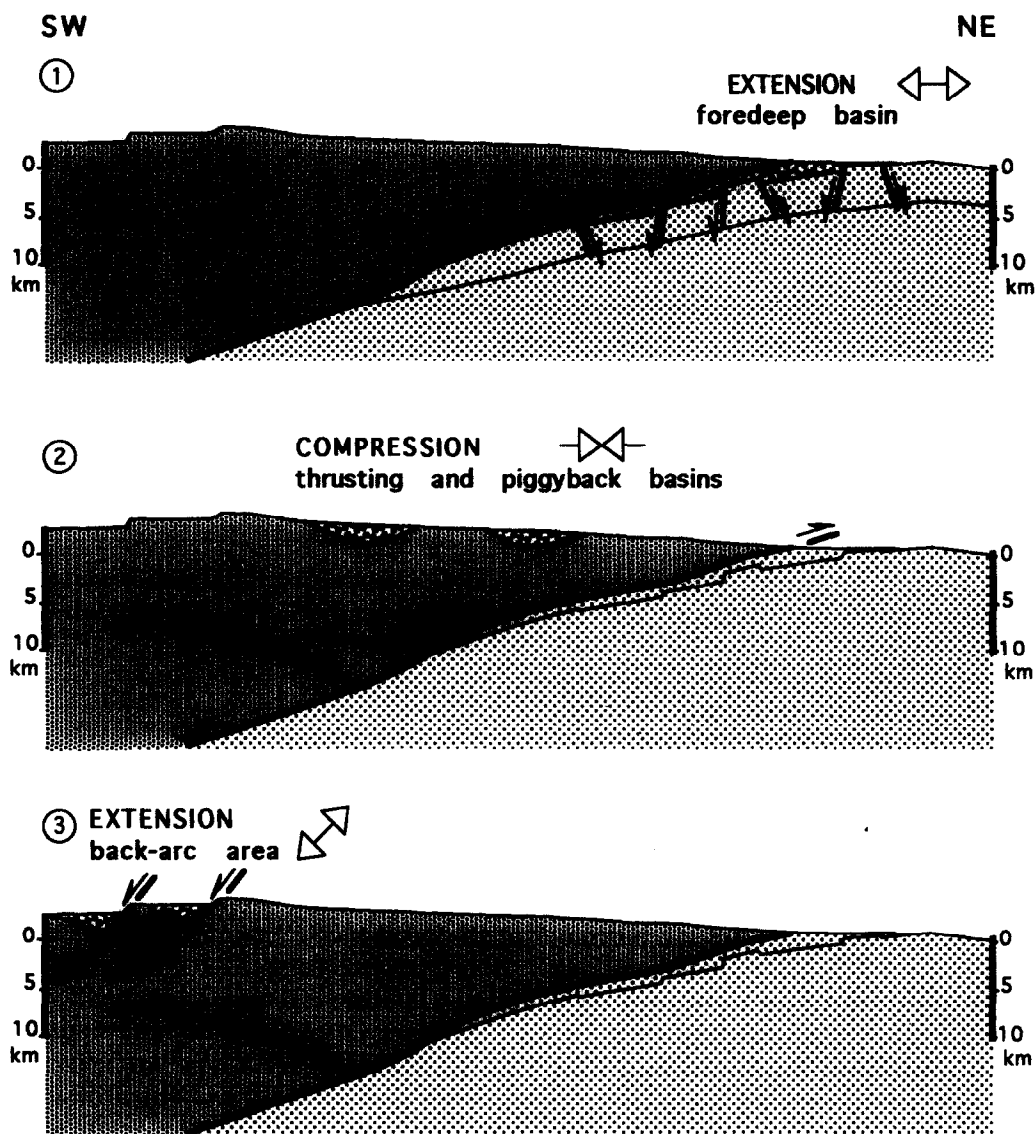 SW NE
1
EXTENSION
foredeep basin
0 0
5 5
10 10
km km
2
COMPRESSION
thrusting and piggyback basins
0 0
5 5
10 10
km km
3 EXTENSION
back-arc area
0 0
5 5
10 10
km km